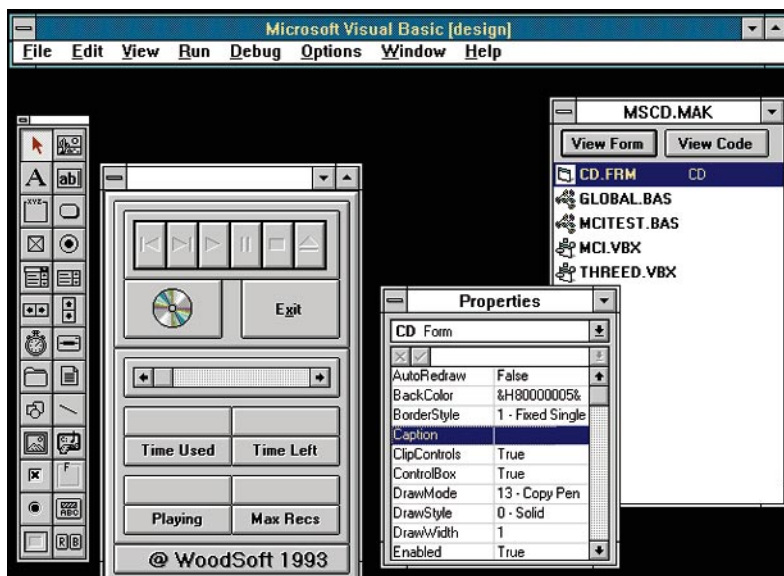 Microsoft Visual Basic [design]
File Edit View Run Debug Options Window Help
MSCD.MAK
View Form View Code
CD.FRM CD
GLOBAL.BAS
MCITEST.BAS
MCI.VBX
THREED.VBX
A ab
XYZ
F
ABC
R B
Exit
Time Used Time Left
Playing Max Recs
@ WoodSoft 1993
Properties
CD Form
AutoRedraw False
BackColor &H80000005&
BorderStyle 1 - Fixed Single
Caption
ClipControls True
ControlBox True
DrawMode 13 - Copy Pen
DrawStyle 0 - Solid
DrawWidth 1
Enabled True